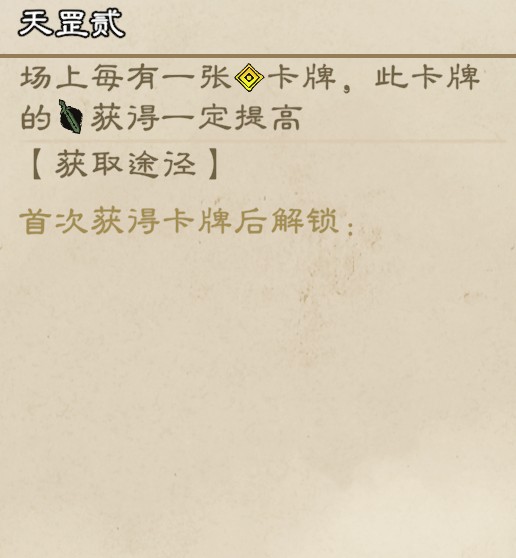 天罡贰
场上每有一张卡牌，此卡牌
的获得一定提高
【获取途径】
首次获得卡牌后解锁：